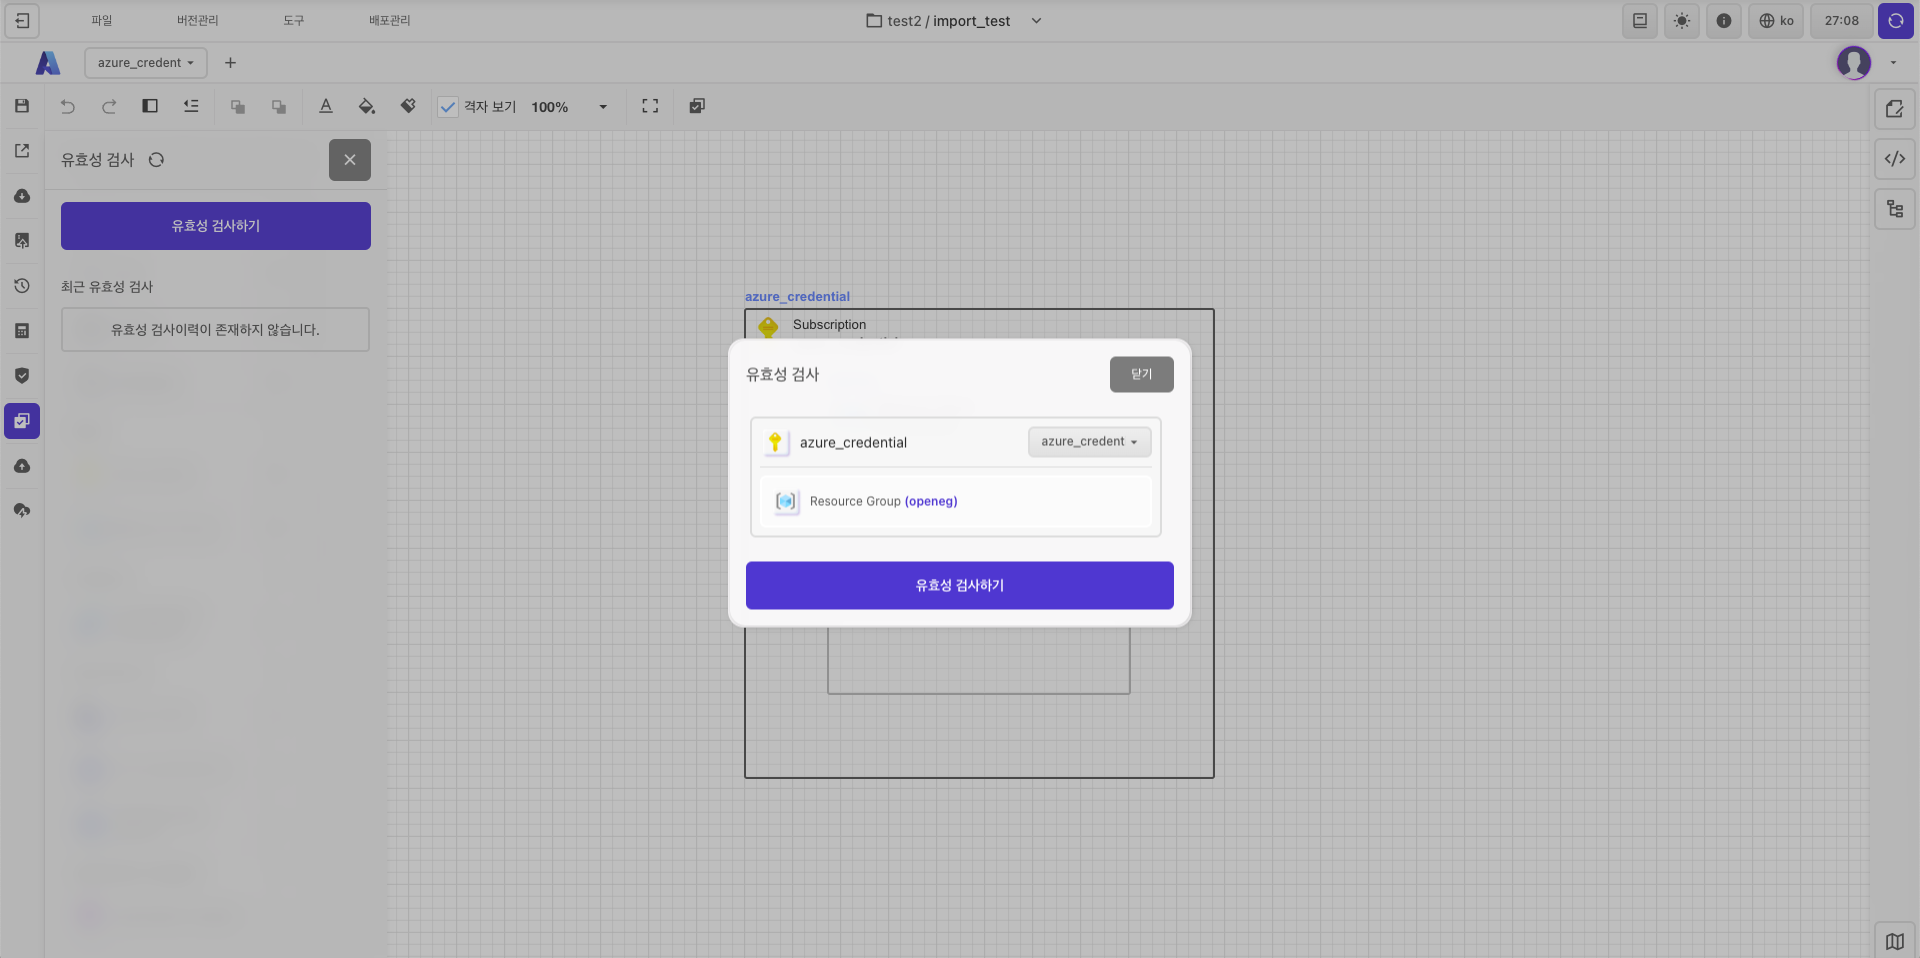 파일 버전관리 도구 배포관리 test2 / import_test ko 27:08
azure_credent
격자 보기 100%
유효성 검사
유효성 검사하기
최근 유효성 검사
유효성 검사이력이 존재하지 않습니다.
azure_credential
Subscription
유효성 검사 닫기
azure_credential azure_credent
Resource Group (openeg)
유효성 검사하기